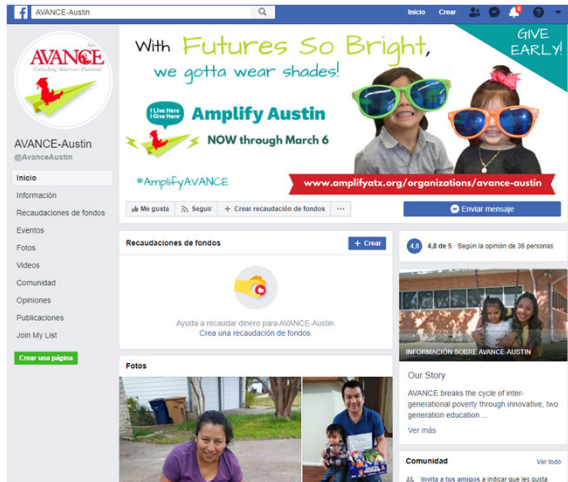 AVANCE-Austin
Inicio Crear
AVANCE
Unlocking America's Potential
With Futures So Bright,
we gotta wear shades!
GIVE
EARLY!
I Live Here
I Give Here
Amplify Austin
NOW through March 6
#AmplifyAVANCE
www.amplifyatx.org/organizations/avance-austin
AVANCE-Austin
@AvanceAustin
Inicio
Información
Recaudaciones de fondos
Eventos
Fotos
Videos
Comunidad
Opiniones
Publicaciones
Join My List
Crear una página
Me gusta Seguir + Crear recaudación de fondos ...
Enviar mensaje
Recaudaciones de fondos + Crear
Ayuda a recaudar dinero para AVANCE-Austin.
Crea una recaudación de fondos.
Fotos
4,8 4,8 de 5 · Según la opinión de 36 personas
INFORMACIÓN SOBRE AVANCE-AUSTIN
Our Story
AVANCE breaks the cycle of inter-
generational poverty through innovative, two
generation education ...
Ver más
Comunidad Ver todo
Invita a tus amigos a indicar que les gusta